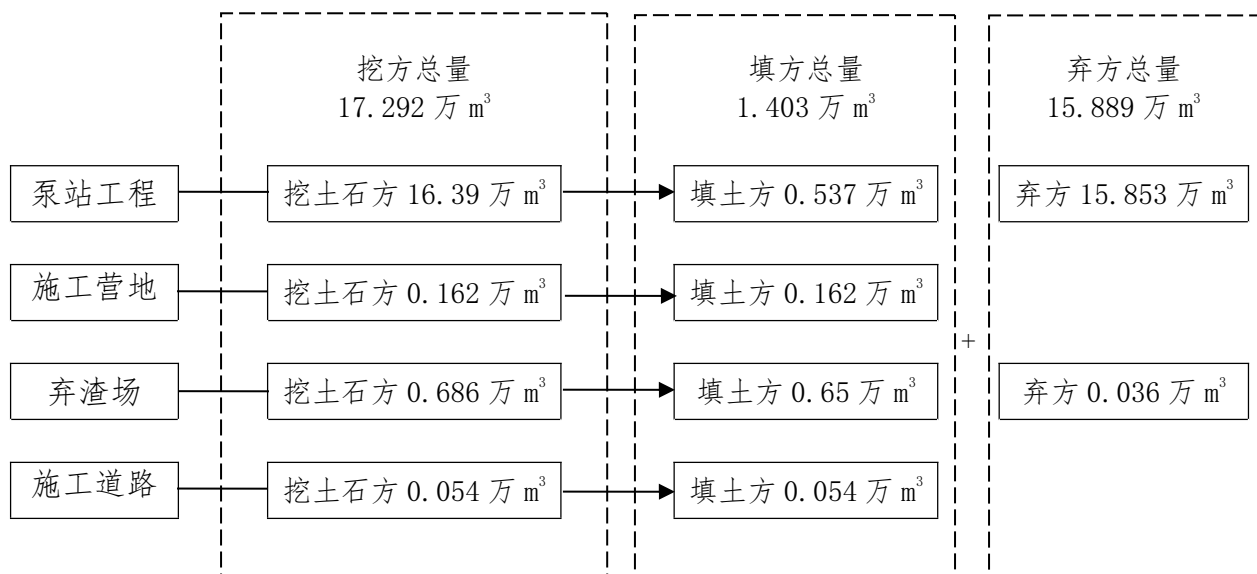 挖方总量
17.292 万 m³
填方总量
1.403 万 m³
弃方总量
15.889 万 m³
泵站工程
挖土石方 16.39 万 m³
填土方 0.537 万 m³
弃方 15.853 万 m³
施工营地
挖土石方 0.162 万 m³
填土方 0.162 万 m³
+
弃渣场
挖土石方 0.686 万 m³
填土方 0.65 万 m³
弃方 0.036 万 m³
施工道路
挖土石方 0.054 万 m³
填土方 0.054 万 m³